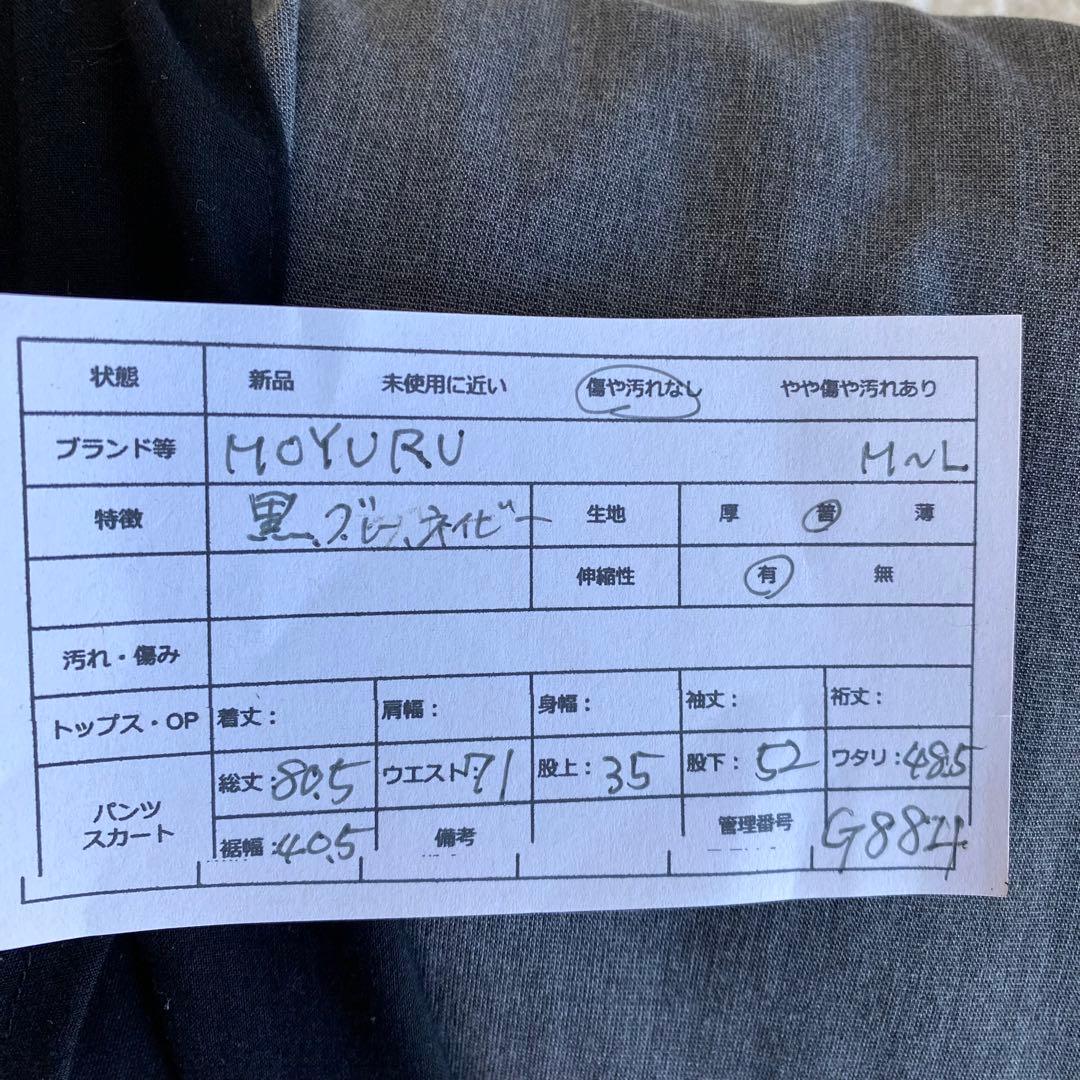 状態 新品 未使用に近い 傷や汚れなし やや傷や汚れあり
ブランド等 MOYURU M~L
特徴 黒、グレー、ネイビー 生地 厚 普 薄
伸縮性 有 無
汚れ・傷み
トップス・OP 着丈: 肩幅: 身幅: 袖丈: 裄丈:
パンツ スカート 総丈:80.5 ウエスト:71 股上:35 股下:52 ワタリ:48.5
裾幅:40.5 備考 管理番号 G884